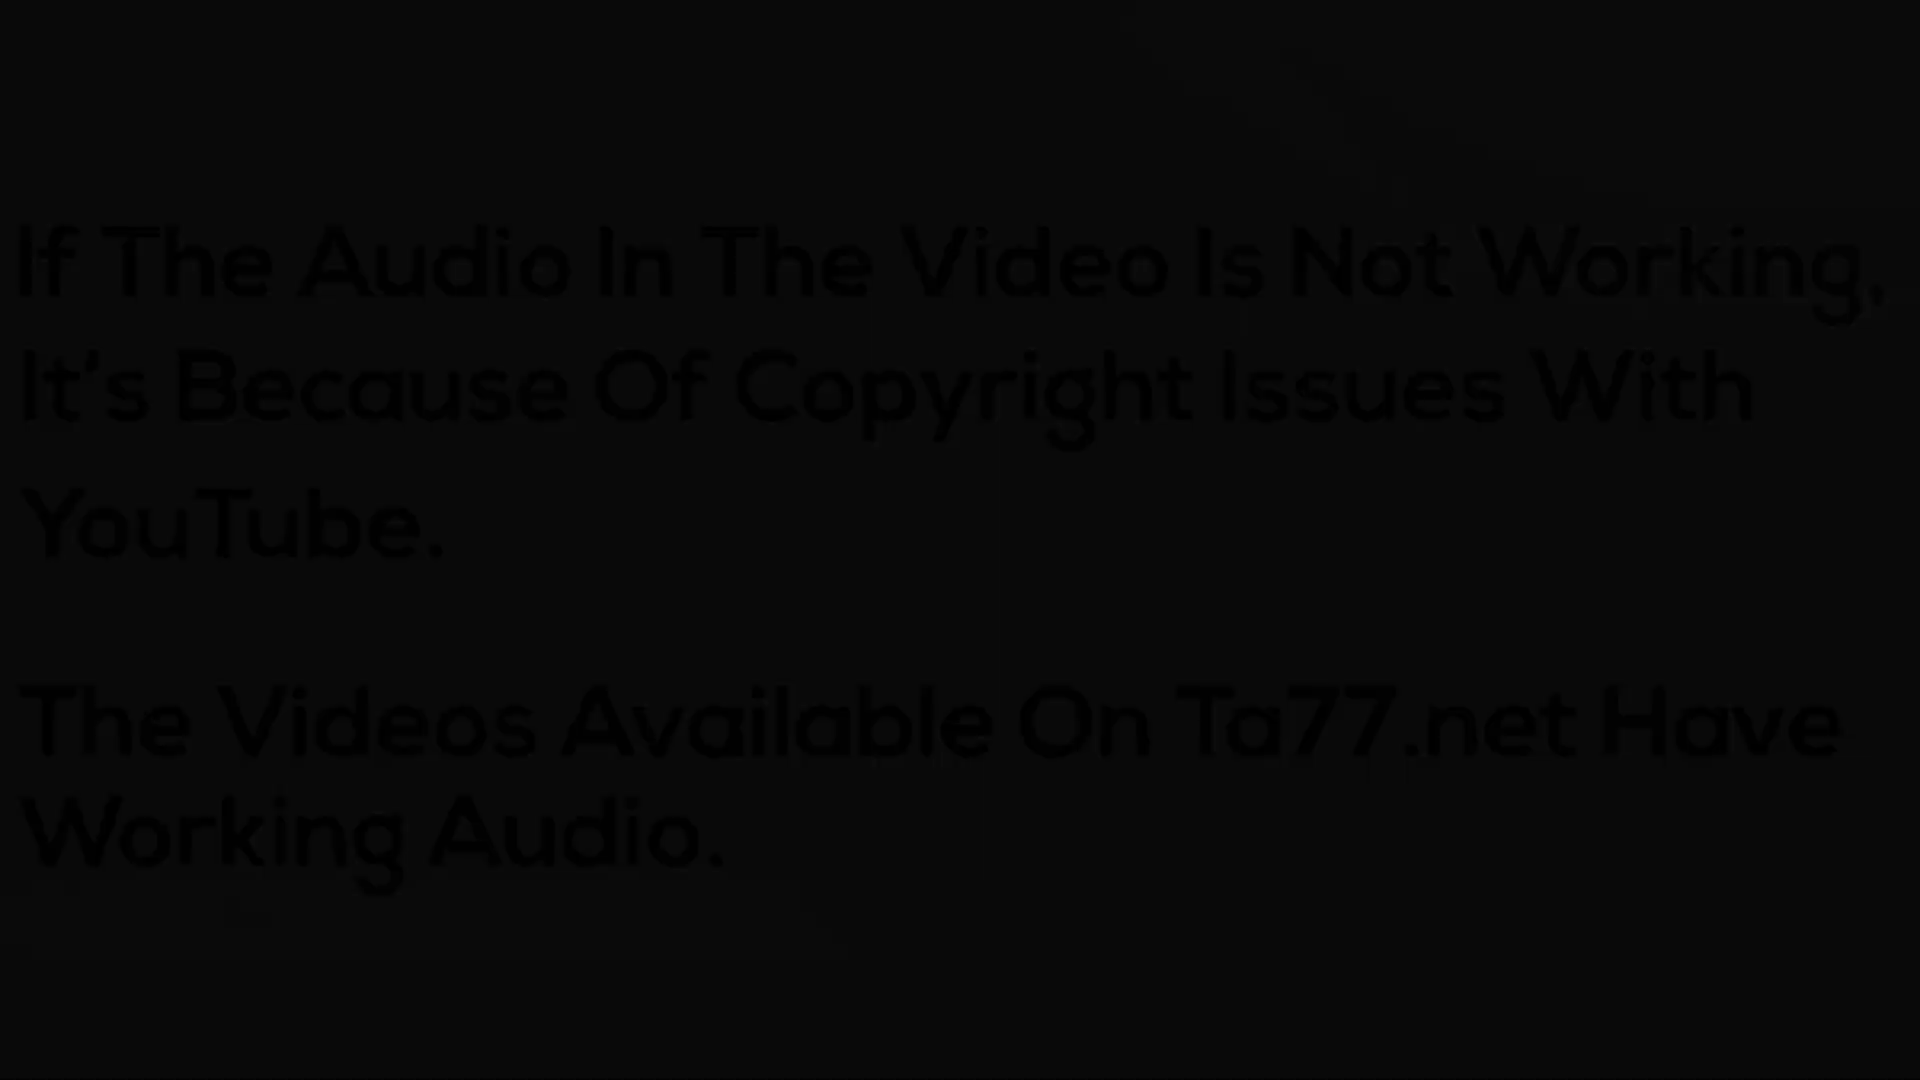 If The Audio In The Video Is Not Working,
It's Because Of Copyright Issues With
YouTube.
The Videos Available On Ta77.net Have
Working Audio.